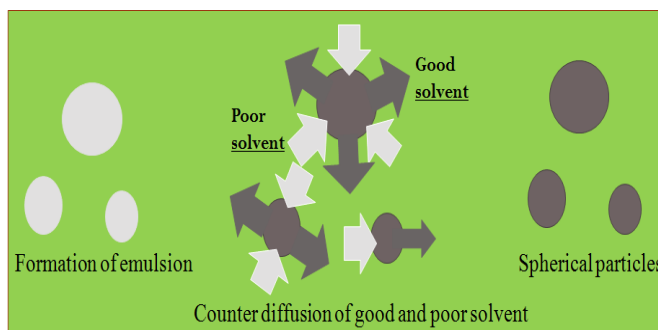 Good
solvent
Poor
solvent
Formation of emulsion
Spherical particles
Counter diffusion of good and poor solvent